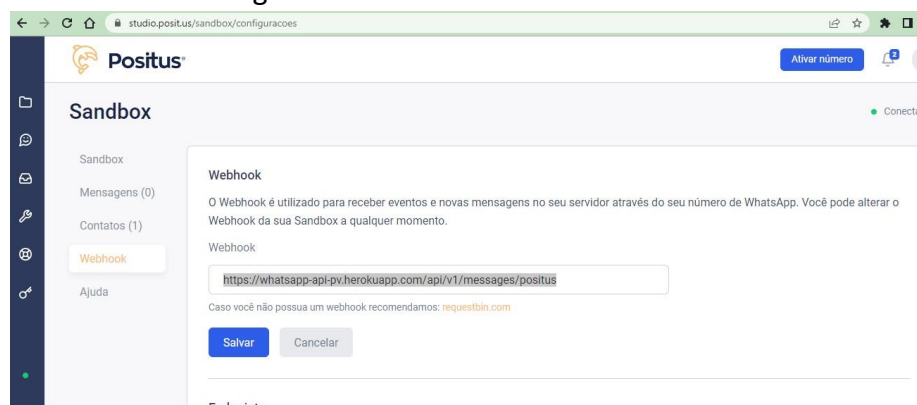 studio.posit.us/sandbox/configuracoes
Positus
Ativar número
2
Sandbox
Conecta
Sandbox
Mensagens (0)
Contatos (1)
Webhook
Ajuda
Webhook
O Webhook é utilizado para receber eventos e novas mensagens no seu servidor através do seu número de WhatsApp. Você pode alterar o
Webhook da sua Sandbox a qualquer momento.
Webhook
https://whatsapp-api-pv.herokuapp.com/api/v1/messages/positus
Caso você não possua um webhook recomendamos: requestbin.com
Salvar
Cancelar